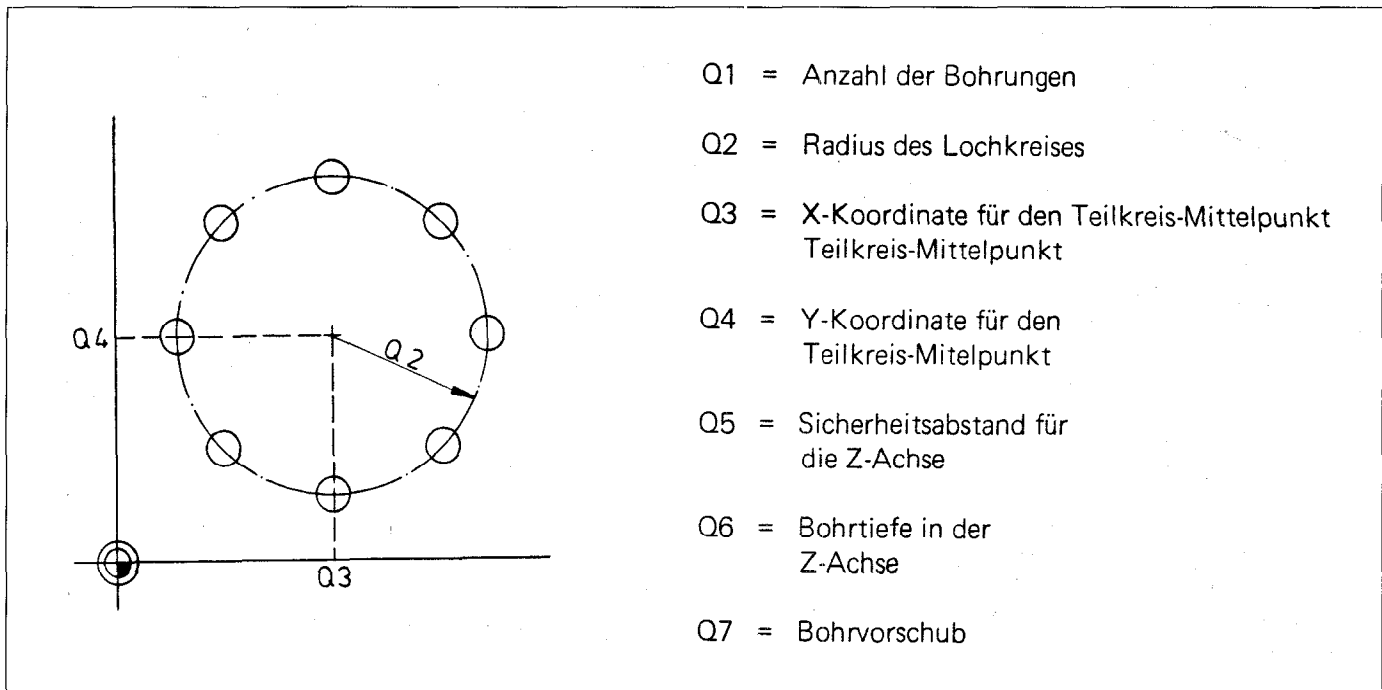 Q1 = Anzahl der Bohrungen
Q2 = Radius des Lochkreises
Q3 = X-Koordinate für den Teilkreis-Mittelpunkt
Teilkreis-Mittelpunkt
Q4 = Y-Koordinate für den
Teilkreis-Mitelpunkt
Q5 = Sicherheitsabstand für
die Z-Achse
Q6 = Bohrtiefe in der
Z-Achse
Q7 = Bohrvorschub
Q4
Q2
Q3